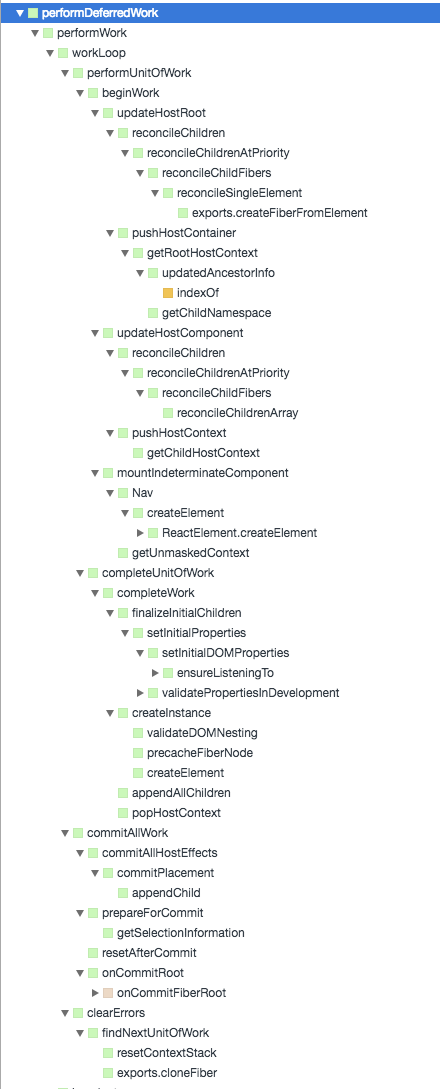 performDeferredWork
performWork
workLoop
performUnitOfWork
beginWork
updateHostRoot
reconcileChildren
reconcileChildrenAtPriority
reconcileChildFibers
reconcileSingleElement
exports.createFiberFromElement
pushHostContainer
getRootHostContext
updatedAncestorInfo
indexOf
getChildNamespace
updateHostComponent
reconcileChildren
reconcileChildrenAtPriority
reconcileChildFibers
reconcileChildrenArray
pushHostContext
getChildHostContext
mountIndeterminateComponent
Nav
createElement
ReactElement.createElement
getUnmaskedContext
completeUnitOfWork
completeWork
finalizeInitialChildren
setInitialProperties
setInitialDOMProperties
ensureListeningTo
validatePropertiesInDevelopment
createInstance
validateDOMNesting
precacheFiberNode
createElement
appendAllChildren
popHostContext
commitAllWork
commitAllHostEffects
commitPlacement
appendChild
prepareForCommit
getSelectionInformation
resetAfterCommit
onCommitRoot
onCommitFiberRoot
clearErrors
findNextUnitOfWork
resetContextStack
exports.cloneFiber